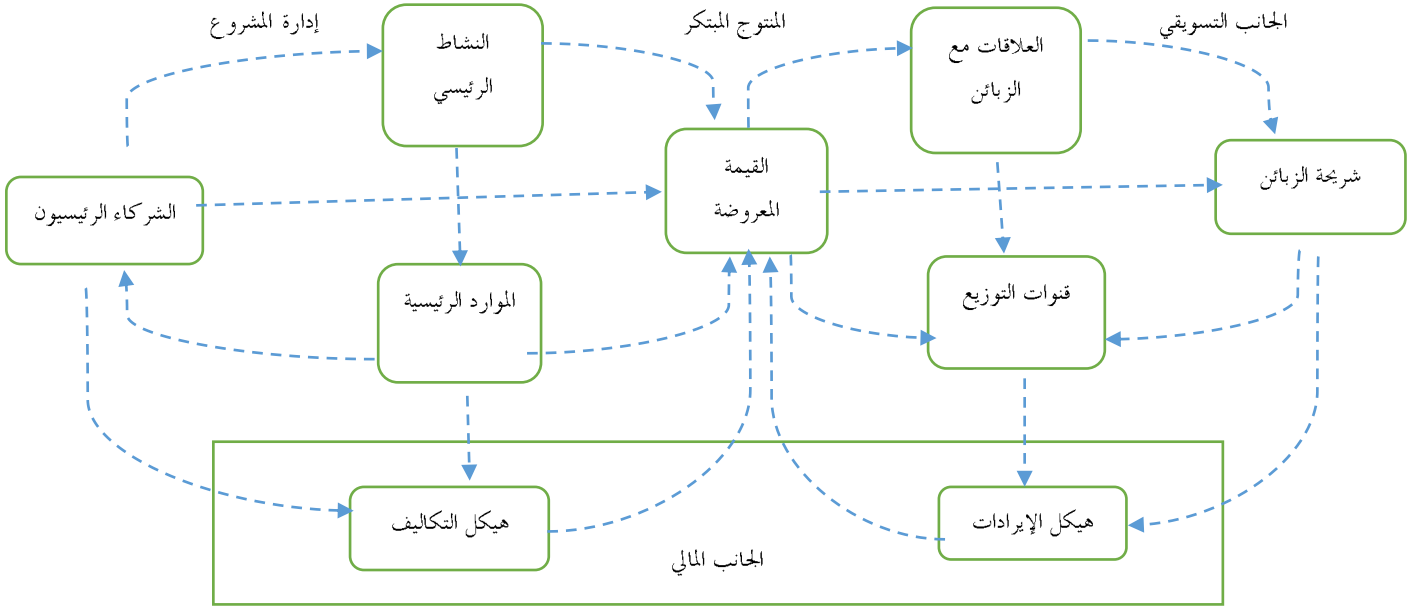 الجانب التسويقي
المنتوج المبتكر
إدارة المشروع
العلاقات مع
الزبائن
النشاط
الرئيسي
شريحة الزبائن
القيمة
المعروضة
الشركاء الرئيسيون
قنوات التوزيع
الموارد الرئيسية
هيكل الإيرادات
هيكل التكاليف
الجانب المالي